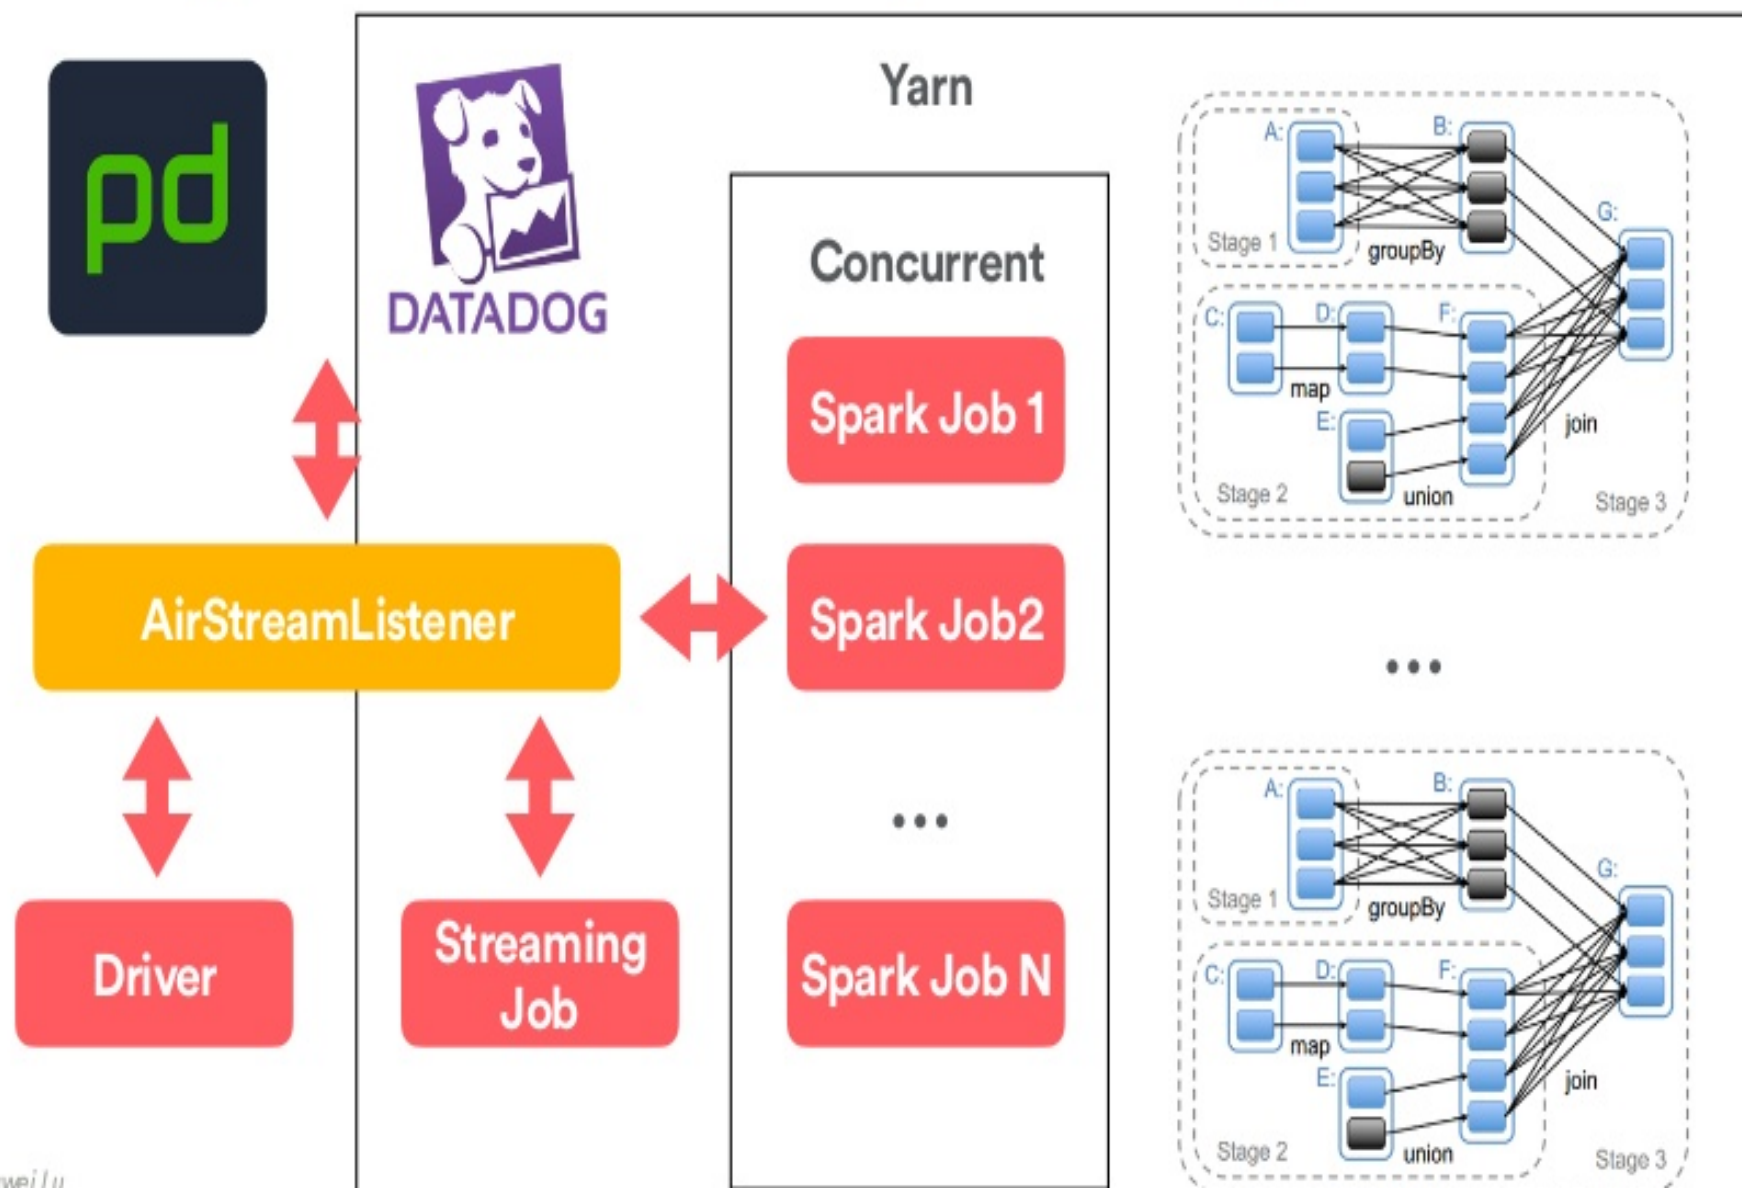 pd
DATADOG
Yarn
Concurrent
Spark Job 1
Spark Job2
...
Spark Job N
AirStreamListener
Driver
Streaming
Job
A:
B:
G:
Stage 1
groupBy
C:
D:
F:
map
E:
join
Stage 2
union
Stage 3
...
A:
B:
G:
Stage 1
groupBy
C:
D:
F:
map
E:
join
Stage 2
union
Stage 3